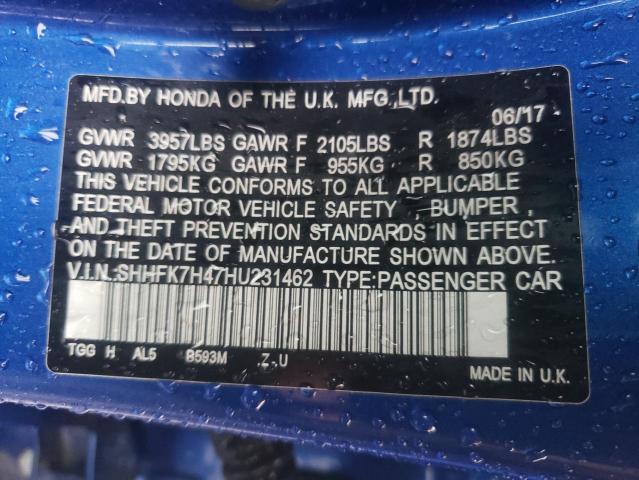 MFD.BY HONDA OF THE U.K. MFG.,LTD.
06/17
GVWR 3957LBS GAWR F 2105LBS R 1874LBS
GVWR 1795KG GAWR F 955KG R 850KG
THIS VEHICLE CONFORMS TO ALL APPLICABLE
FEDERAL MOTOR VEHICLE SAFETY , BUMPER ,
AND THEFT PREVENTION STANDARDS IN EFFECT
ON THE DATE OF MANUFACTURE SHOWN ABOVE.
V.I.N.:SHHFK7H47HU231462 TYPE:PASSENGER CAR
TGG H AL5 B593M Z.U
MADE IN U.K.